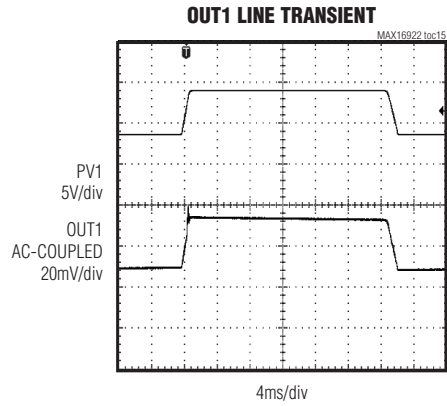 OUT1 LINE TRANSIENT
MAX16922 toc15
T
PV1
5V/div
OUT1
AC-COUPLED
20mV/div
4ms/div